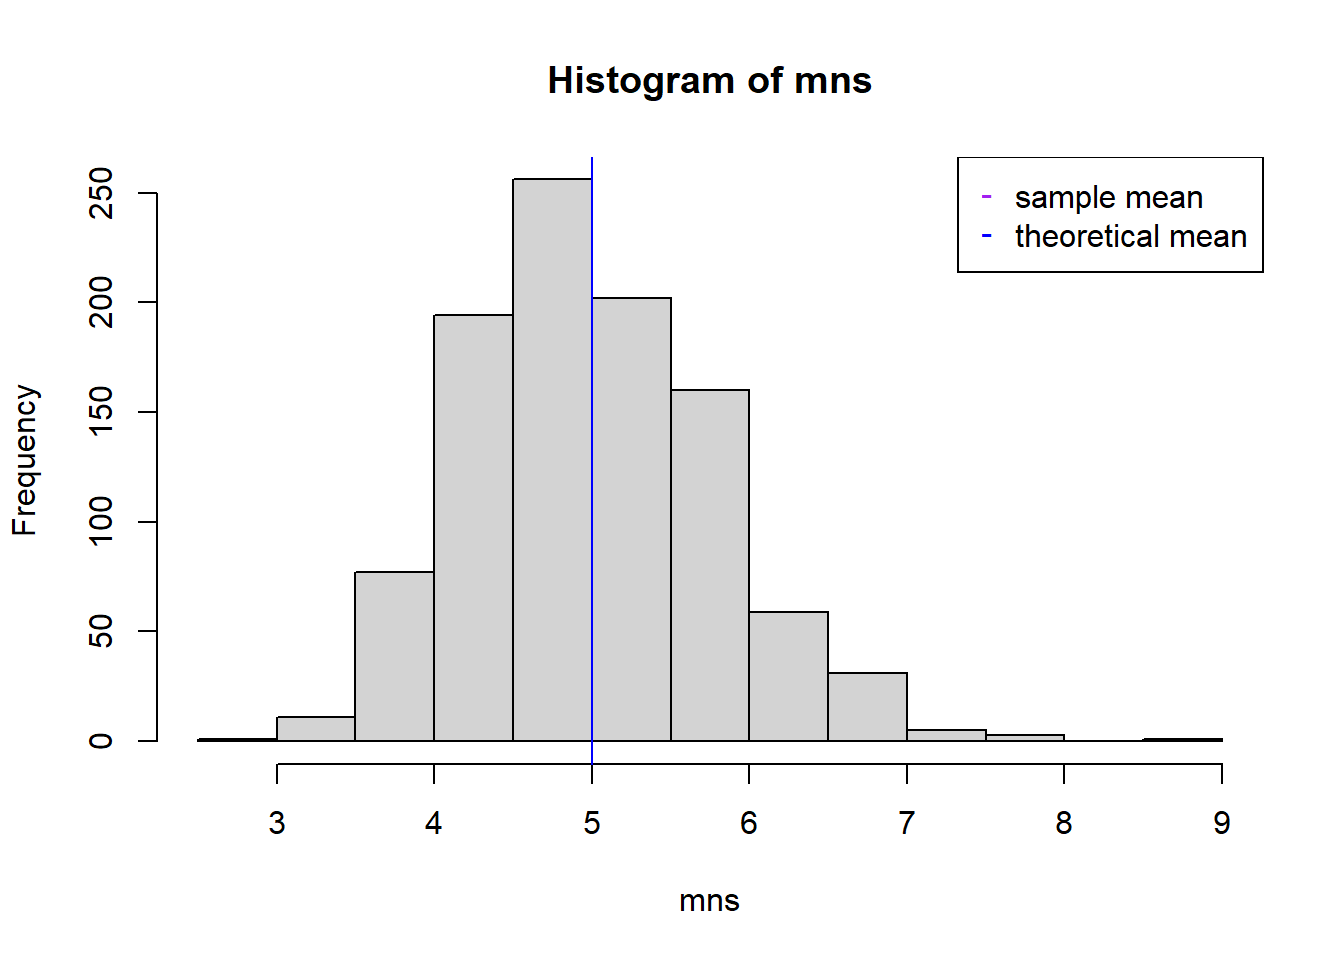 Histogram of mns
- sample mean
- theoretical mean
Frequency
250
200
150
100
50
0
3 4 5 6 7 8 9
mns